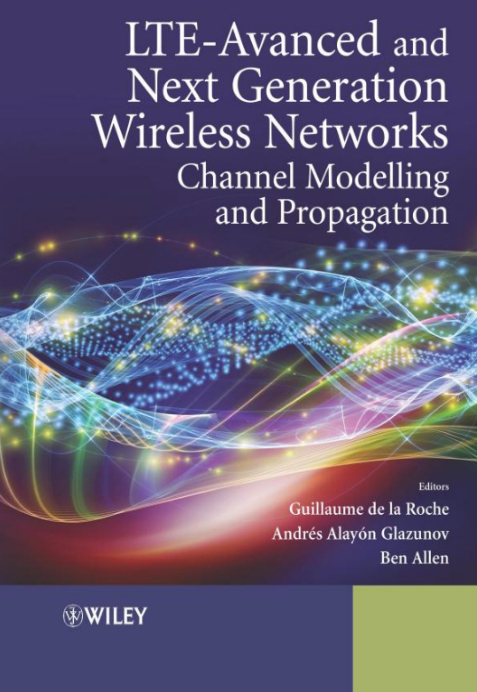 LTE-Avanced and
Next Generation
Wireless Networks
Channel Modelling
and Propagation
Editors
Guillaume de la Roche
Andrés Alayón Glazunov
Ben Allen
WILEY